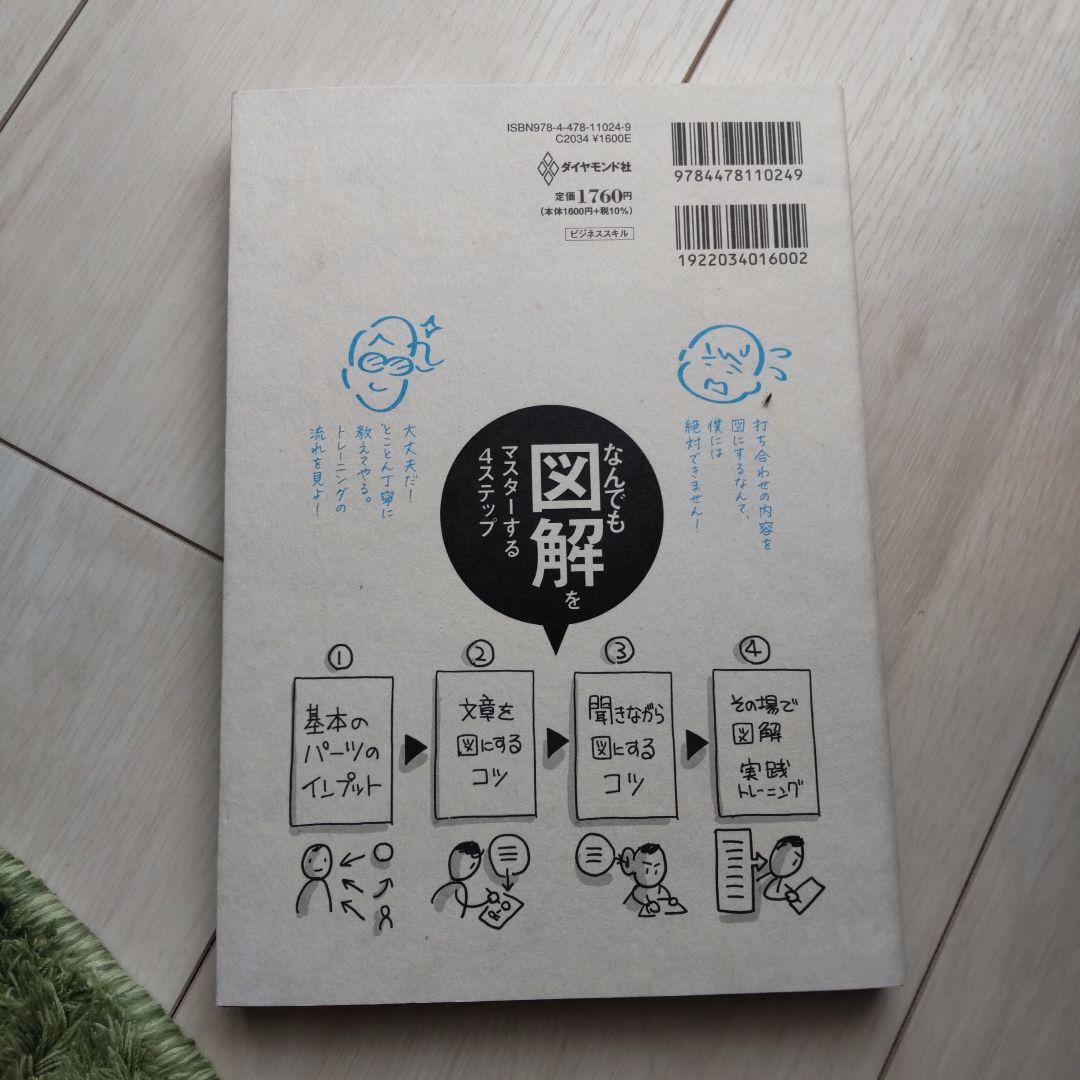 ISBN978-4-478-11024-9
C2034 ¥1600E
ダイヤモンド社
定価1760円
(本体1600円+税10%)
ビジネススキル
9784478110249
1922034016002
打ち合わせの内容を
図にするなんて、
僕には
絶対できません!
大丈夫だ!
とことん丁寧に
教えてやる。
トレーニングの
流れを見よ!
なんでも
図解を
マスターする
4ステップ
①
基本の
パーツの
インプット
②
文章を
図にする
コツ
③
聞きながら
図にする
コツ
④
その場で
図解
実践
トレーニング